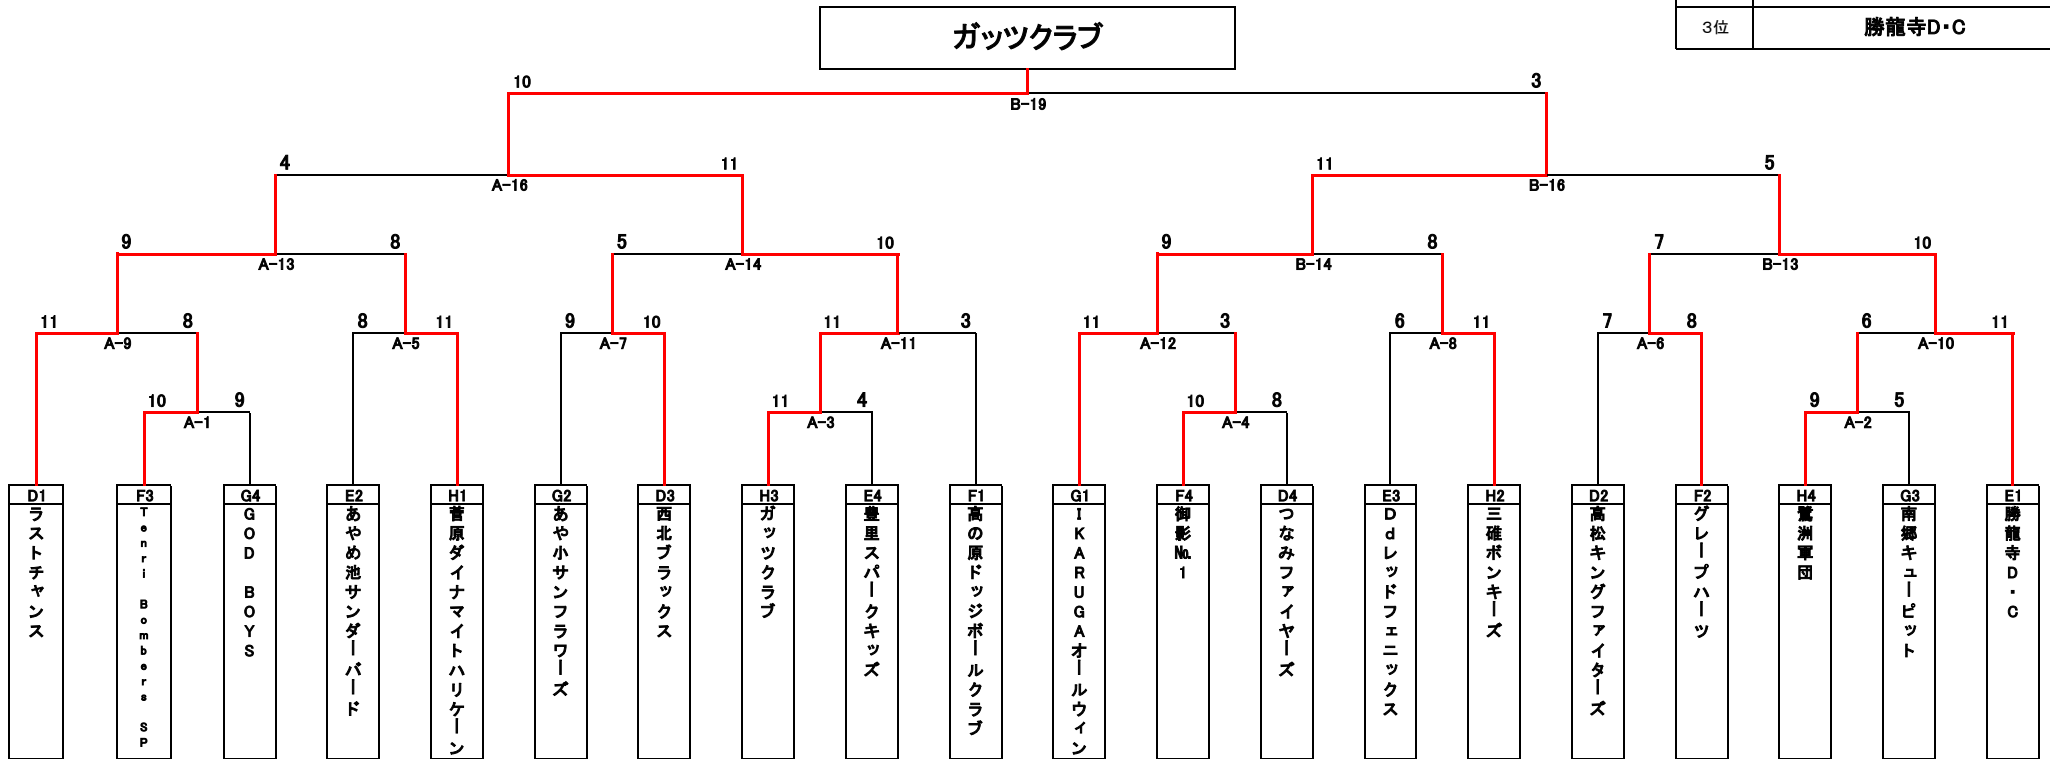 ガッツクラブ
3位 勝龍寺D・C
10 3
B-19
4 11 11 5
A-16 B-16
9 8 5 10 9 8 7 10
A-13 A-14 B-14 B-13
11 8 8 11 9 10 11 3 11 3 6 11 7 8 6 11
A-9 A-5 A-7 A-11 A-12 A-8 A-6 A-10
10 9 11 4 10 8 9 5
A-1 A-3 A-4 A-2
D1 F3 G4 E2 H1 G2 D3 H3 E4 F1 G1 F4 D4 E3 H2 D2 F2 H4 G3 E1
ラストチャンス
Tenri Bombers SP
GOD BOYS
あやめ池サンダーバード
菅原ダイナマイトハリケーン
あや小サンフラワーズ
西北ブラックス
ガッツクラブ
豊里スパークキッズ
高の原ドッジボールクラブ
IKARUGAオールウィン
御影№1
つなみファイヤーズ
Ddレッドフェニックス
三碓ボンキーズ
高松キングファイターズ
グレープハーツ
鷺洲軍団
南郷キューピット
勝龍寺D・C